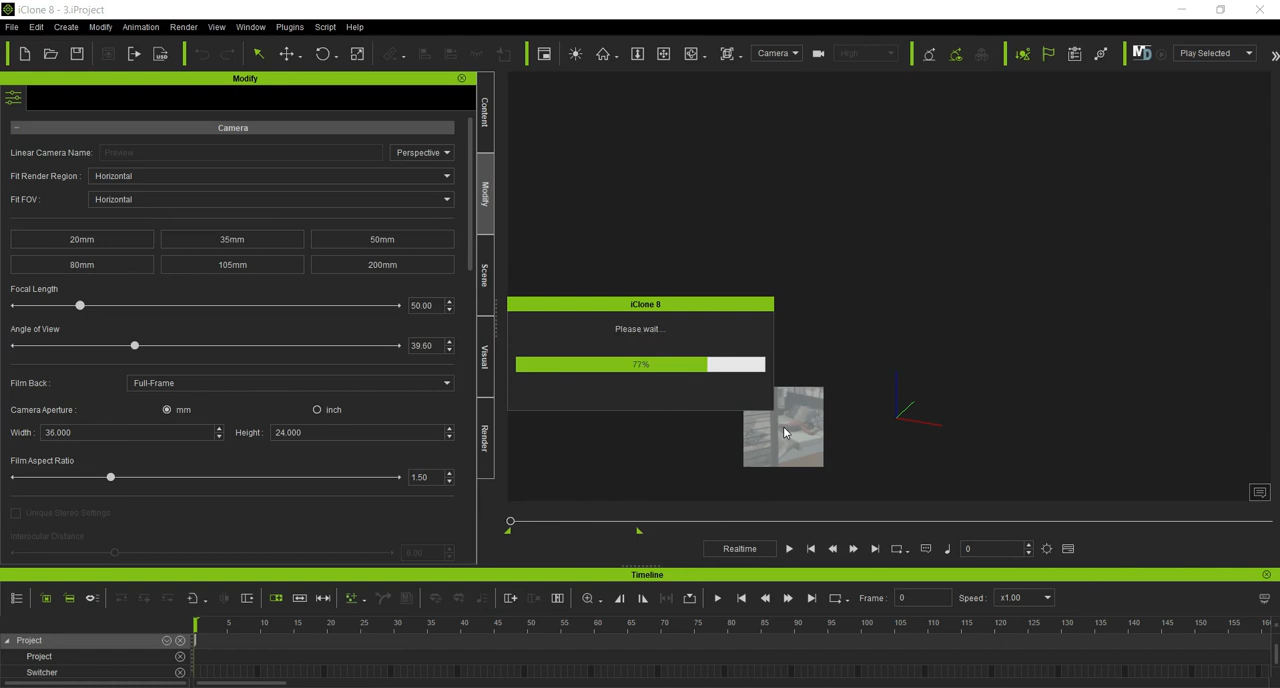 iClone 8 - 3.iProject
File Edit Create Modify Animation Render View Window Plugins Script Help
Camera High Play Selected
Modify
Content
Modify
Scene
Visual
Render
Camera
Linear Camera Name: Preview Perspective
Fit Render Region : Horizontal
Fit FOV : Horizontal
20mm 35mm 50mm
80mm 105mm 200mm
Focal Length
50.00
Angle of View
39.60
Film Back : Full-Frame
Camera Aperture : mm inch
Width : 36.000 Height : 24.000
Film Aspect Ratio
1.50
Unique Stereo Settings
Interocular Distance
iClone 8
Please wait...
77%
Realtime 0
Timeline
Frame : 0 Speed : x1.00
5 10 15 20 25 30 35 40 45 50 55 60 65 70 75 80 85 90 95 100 105 110 115 120 125 130 135 140 145 150 155
Project
Project
Switcher